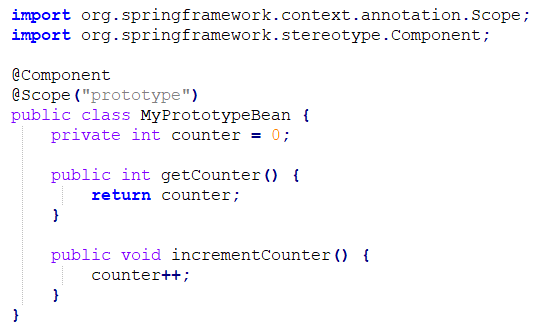 import org.springframework.context.annotation.Scope;
import org.springframework.stereotype.Component;

@Component
@Scope("prototype")
public class MyPrototypeBean {
    private int counter = 0;

    public int getCounter() {
        return counter;
    }

    public void incrementCounter() {
        counter++;
    }
}